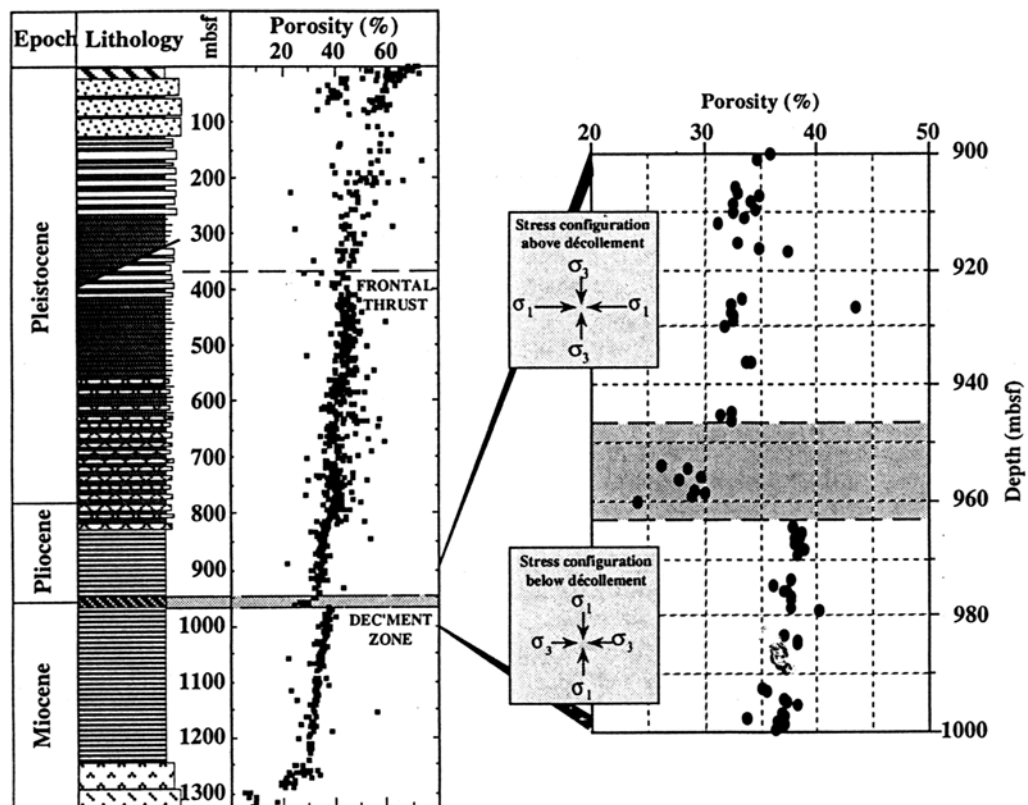 Epoch Lithology mbsf Porosity (%)
20 40 60
Pleistocene
Pliocene
Miocene
100
200
300
400
500
600
700
800
900
1000
1100
1200
1300
FRONTAL
THRUST
DEC'MENT
ZONE
Porosity (%)
20 30 40 50
900
920
940
960
980
1000
Depth (mbsf)
Stress configuration
above décollement
σ3
σ1 σ1
σ3
Stress configuration
below décollement
σ1
σ3 σ3
σ1